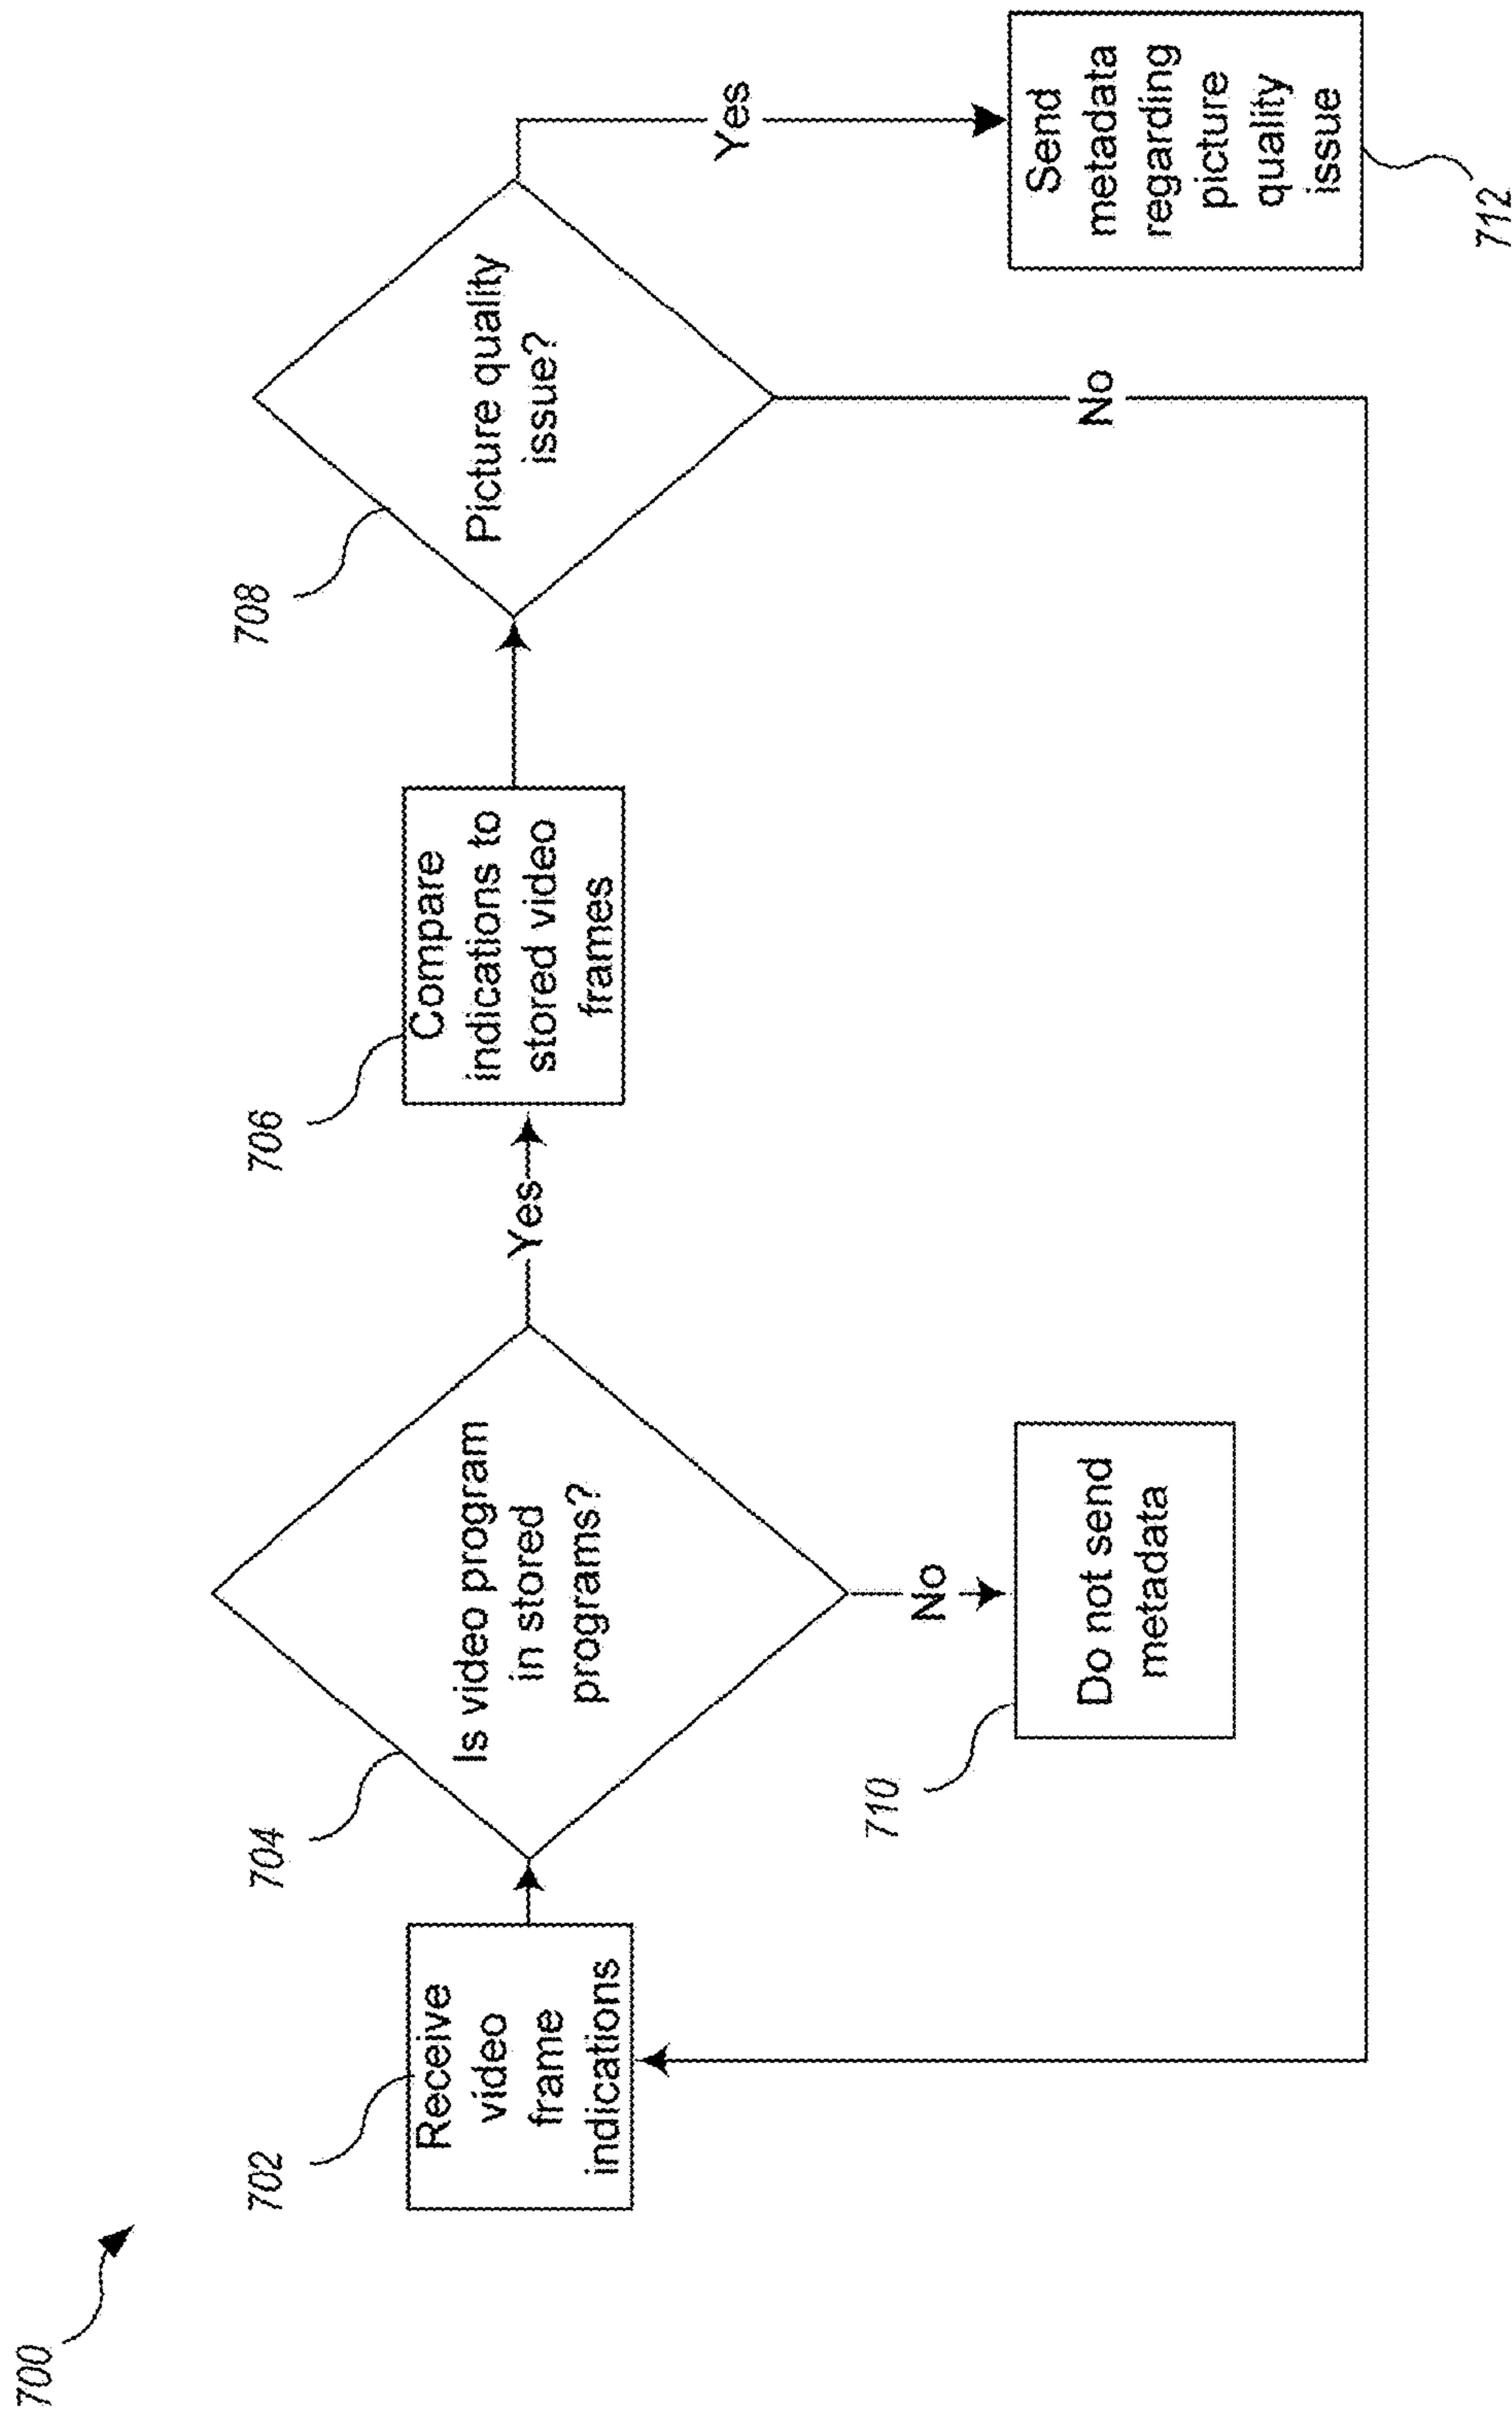 700
702
Receive
video
frame
indications
704
Is video program
in stored
programs?
Yes
706
Compare
indications to
stored video
frames
708
Picture quality
issue?
Yes
No
710
Do not send
metadata
No
Send
metadata
regarding
picture
quality
issue
712